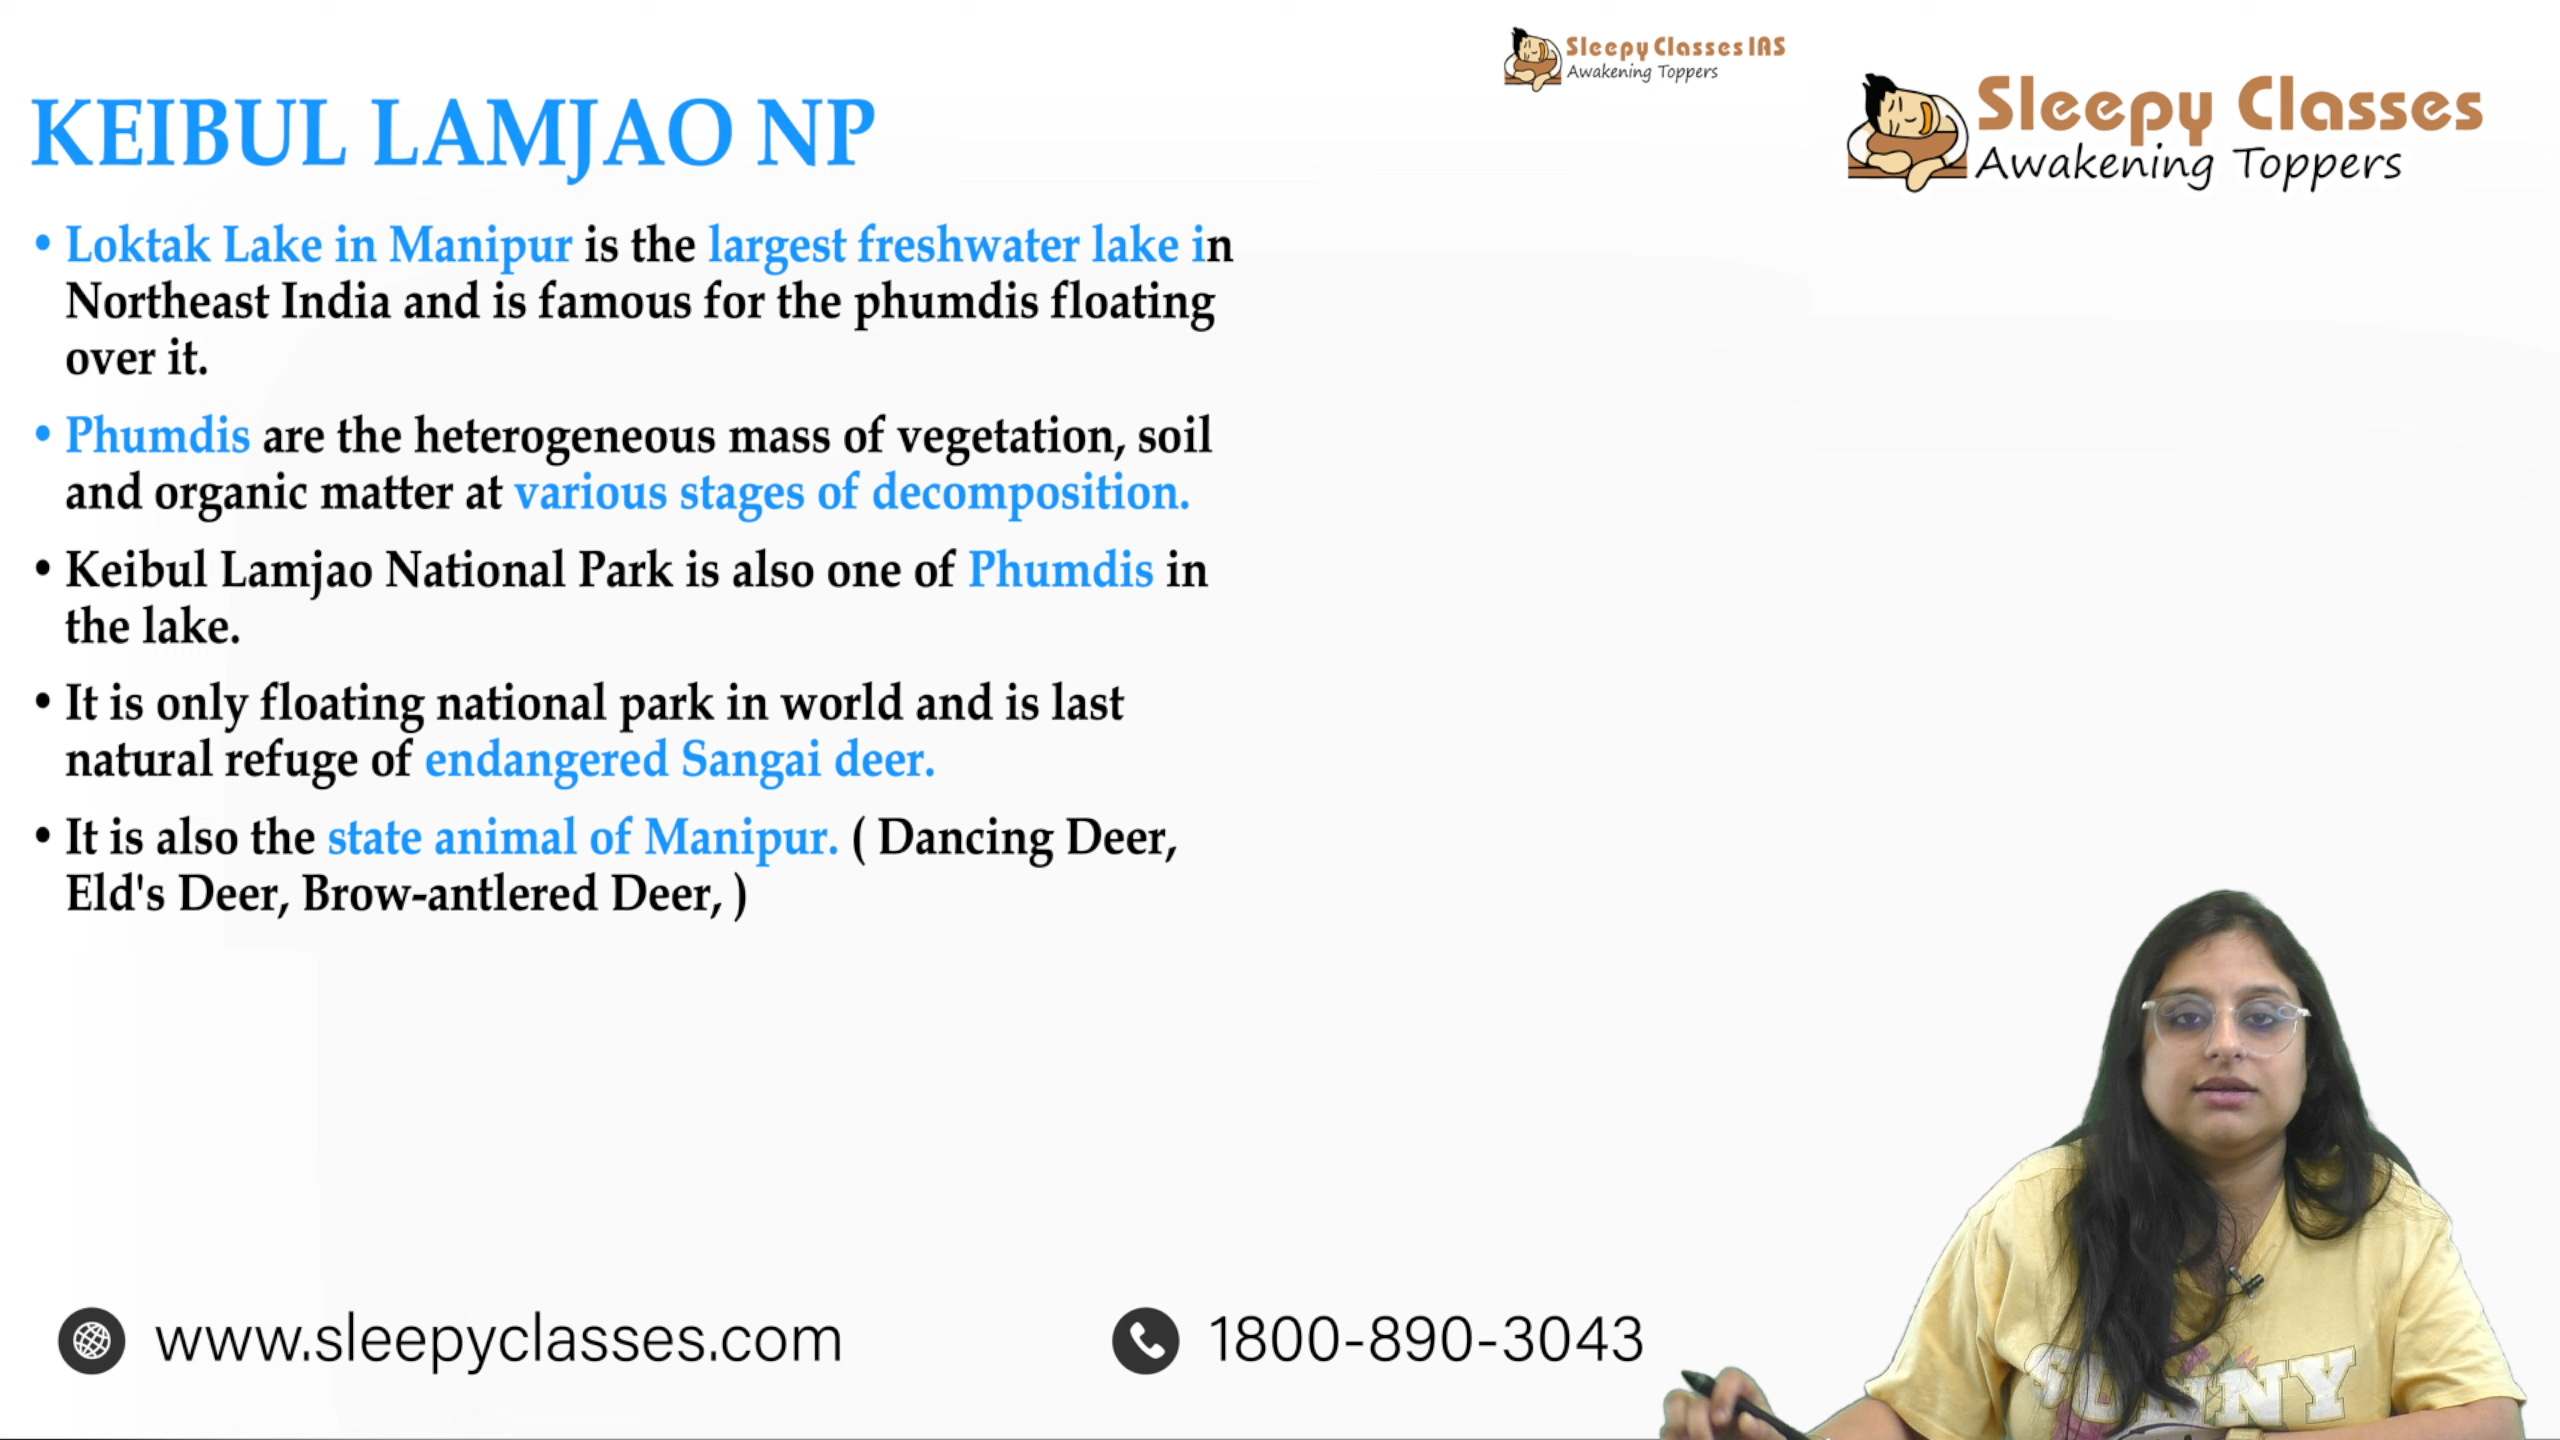 Sleepy Classes IAS
Awakening Toppers
Sleepy Classes
Awakening Toppers
KEIBUL LAMJAO NP
• Loktak Lake in Manipur is the largest freshwater lake in
Northeast India and is famous for the phumdis floating
over it.
• Phumdis are the heterogeneous mass of vegetation, soil
and organic matter at various stages of decomposition.
• Keibul Lamjao National Park is also one of Phumdis in
the lake.
• It is only floating national park in world and is last
natural refuge of endangered Sangai deer.
• It is also the state animal of Manipur. ( Dancing Deer,
Eld's Deer, Brow-antlered Deer, )
www.sleepyclasses.com
1800-890-3043